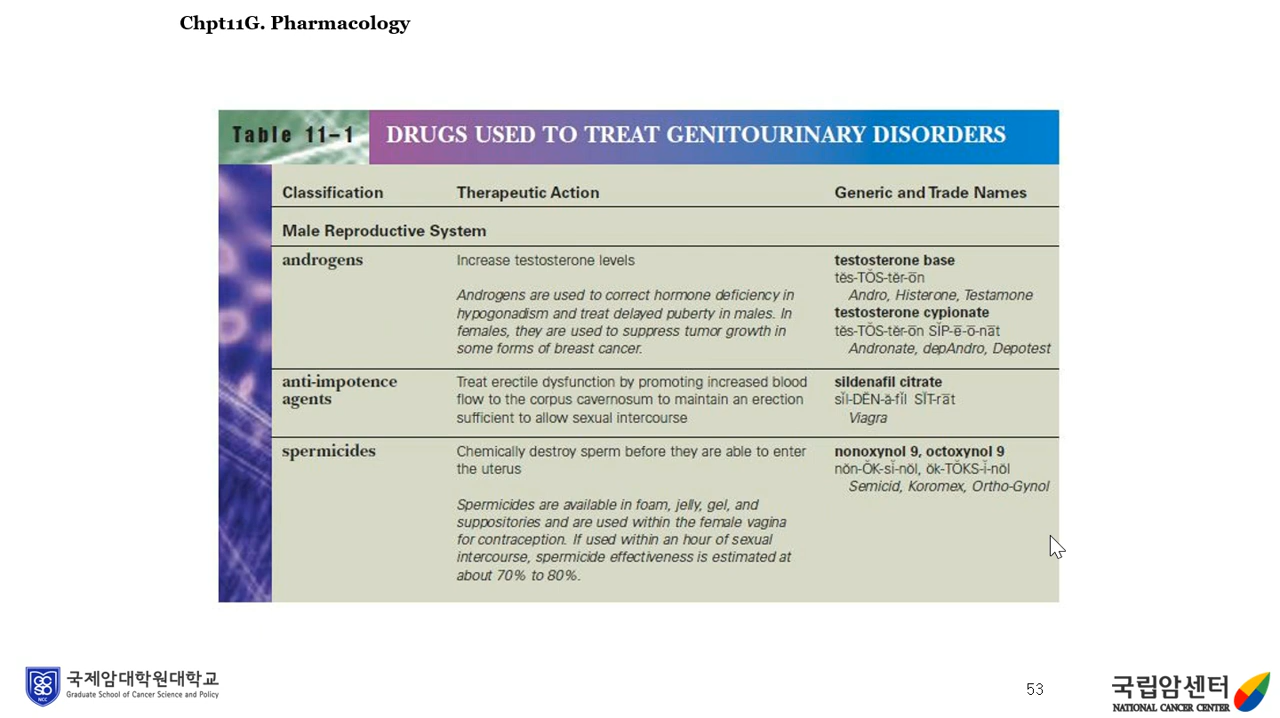 Chpt11G. Pharmacology
Table 11-1
DRUGS USED TO TREAT GENITOURINARY DISORDERS
Classification
Therapeutic Action
Generic and Trade Names
Male Reproductive System
androgens
Increase testosterone levels
Androgens are used to correct hormone deficiency in
hypogonadism and treat delayed puberty in males. In
females, they are used to suppress tumor growth in
some forms of breast cancer.
testosterone base
tĕs-TŎS-tĕr-ōn
Andro, Histerone, Testamone
testosterone cypionate
tĕs-TŎS-tĕr-ōn SĬP-ē-ō-nāt
Andronate, depAndro, Depotest
anti-impotence
agents
Treat erectile dysfunction by promoting increased blood
flow to the corpus cavernosum to maintain an erection
sufficient to allow sexual intercourse
sildenafil citrate
sĭl-DĔN-ă-fĭl SĬT-rāt
Viagra
spermicides
Chemically destroy sperm before they are able to enter
the uterus
Spermicides are available in foam, jelly, gel, and
suppositories and are used within the female vagina
for contraception. If used within an hour of sexual
intercourse, spermicide effectiveness is estimated at
about 70% to 80%.
nonoxynol 9, octoxynol 9
nŏn-ŎK-sĭ-nŏl, ŏk-TŎKS-ĭ-nŏl
Semicid, Koromex, Ortho-Gynol
NCC
국제암대학원대학교
Graduate School of Cancer Science and Policy
53
국립암센터
NATIONAL CANCER CENTER